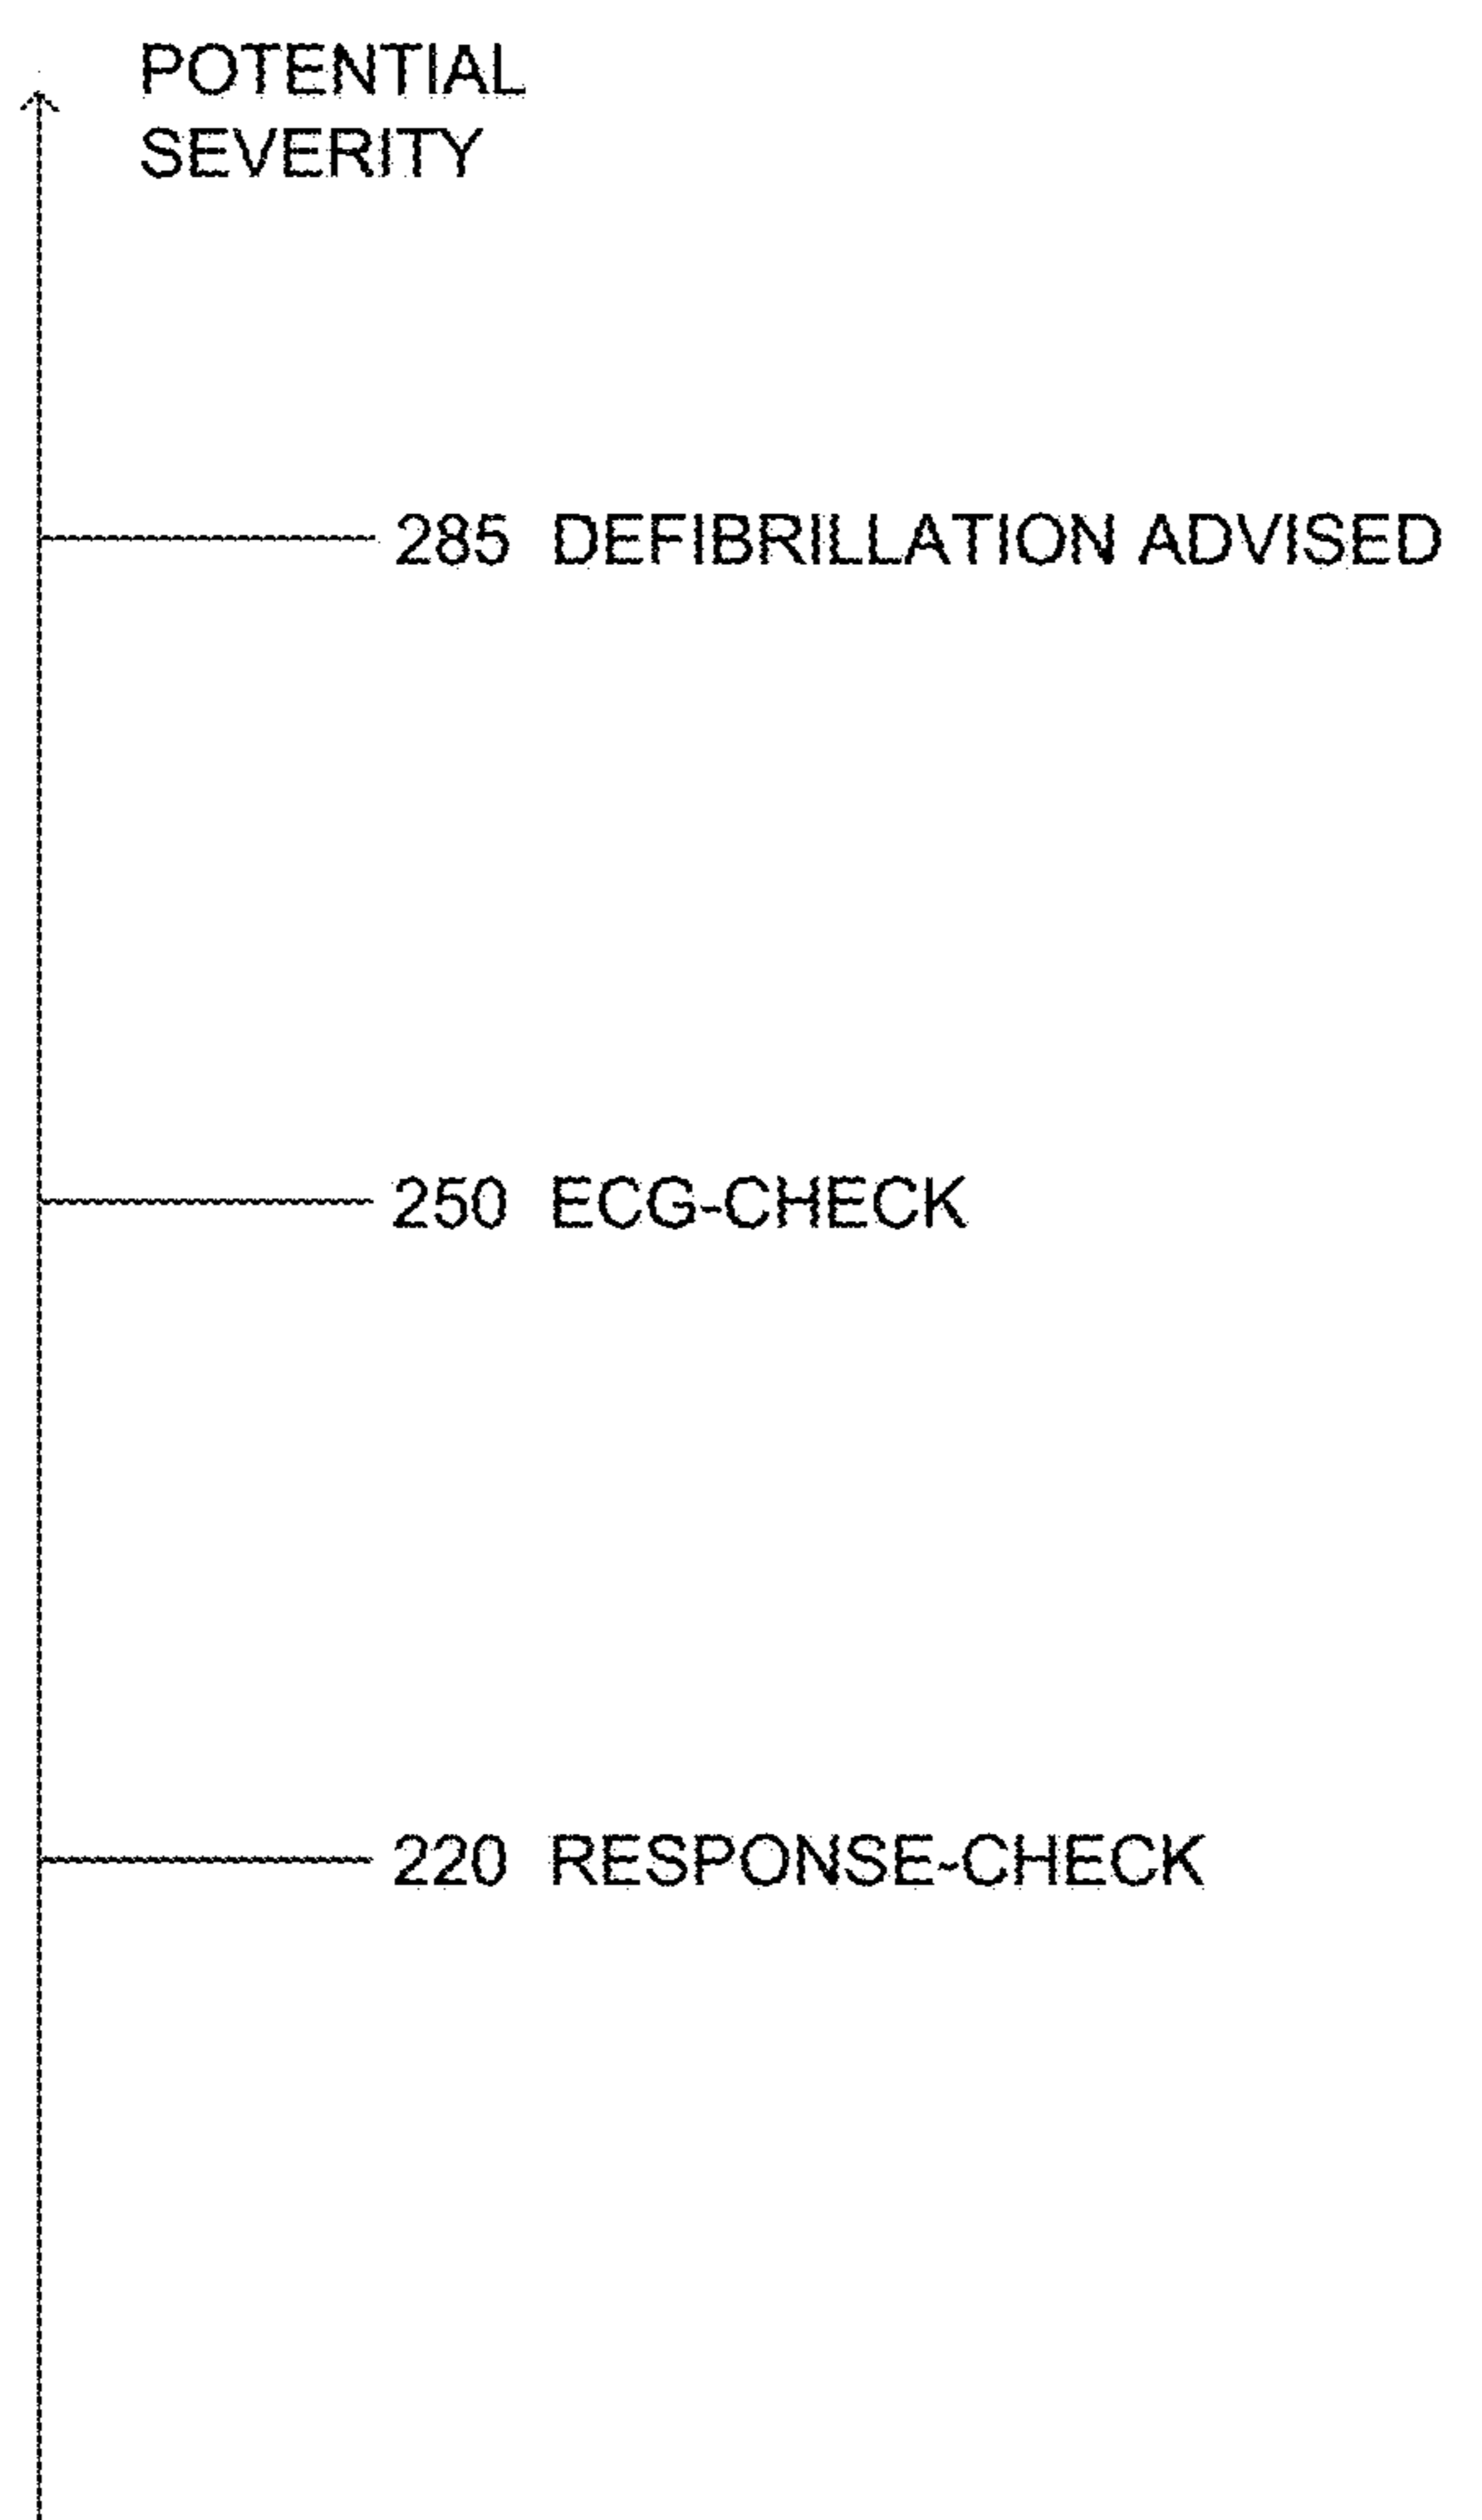 POTENTIAL
SEVERITY
285 DEFIBRILLATION ADVISED
250 ECG-CHECK
220 RESPONSE-CHECK